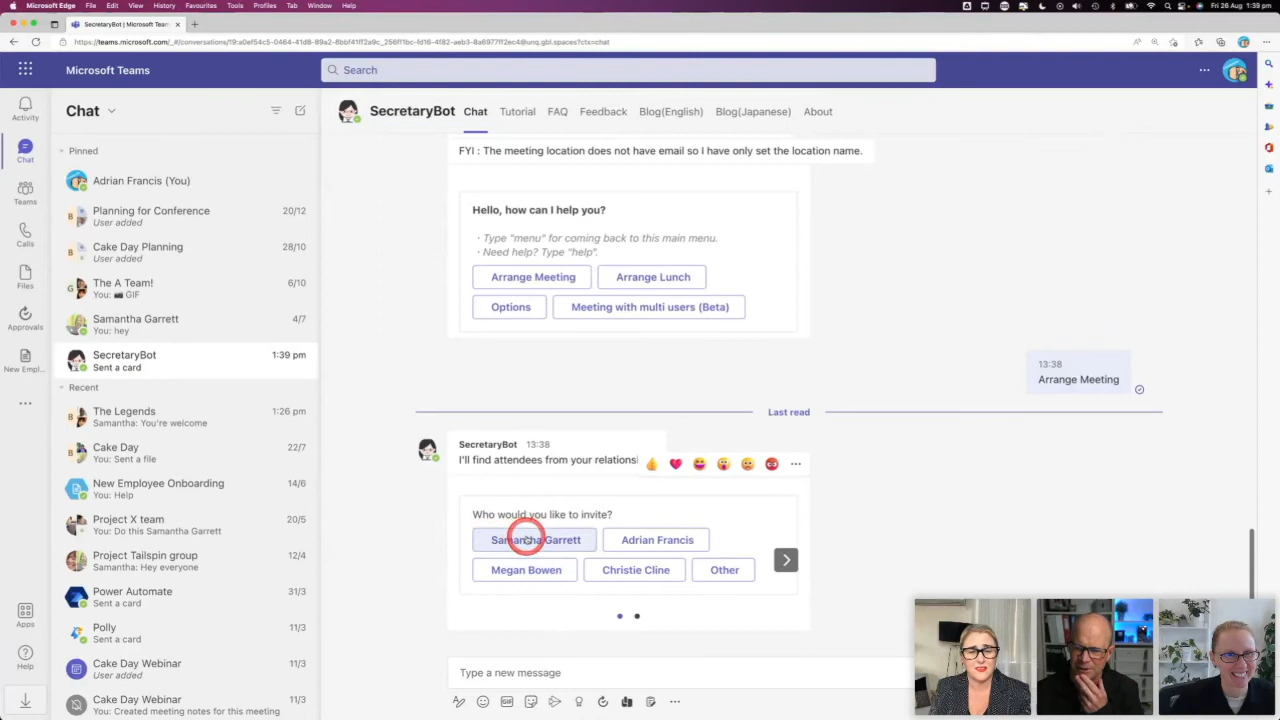 Microsoft Edge File Edit View History Favourites Tools Profiles Tab Window Help
Fri 26 Aug 1:39 pm
SecretaryBot | Microsoft Team
Microsoft Teams
Search
Activity
Chat
Teams
Calls
Files
Approvals
New Empl...
Apps
Help
Chat
Pinned
Adrian Francis (You)
Planning for Conference 20/12
User added
Cake Day Planning 28/10
User added
The A Team! 6/10
You: GIF
Samantha Garrett 4/7
You: hey
SecretaryBot 1:39 pm
Sent a card
Recent
The Legends 1:26 pm
Samantha: You're welcome
Cake Day 22/7
You: Sent a file
New Employee Onboarding 14/6
You: Help
Project X team 20/5
You: Do this Samantha Garrett
Project Tailspin group 12/4
Samantha: Hey everyone
Power Automate 31/3
Sent a card
Polly 11/3
Sent a card
Cake Day Webinar 11/3
User added
Cake Day Webinar 11/3
You: Created meeting notes for this meeting
SecretaryBot Chat Tutorial FAQ Feedback Blog(English) Blog(Japanese) About
FYI : The meeting location does not have email so I have only set the location name.
Hello, how can I help you?
· Type "menu" for coming back to this main menu.
· Need help? Type "help".
Arrange Meeting Arrange Lunch
Options Meeting with multi users (Beta)
13:38
Arrange Meeting
Last read
SecretaryBot 13:38
I'll find attendees from your relations
Who would you like to invite?
Samantha Garrett Adrian Francis
Megan Bowen Christie Cline Other
Type a new message
GIF